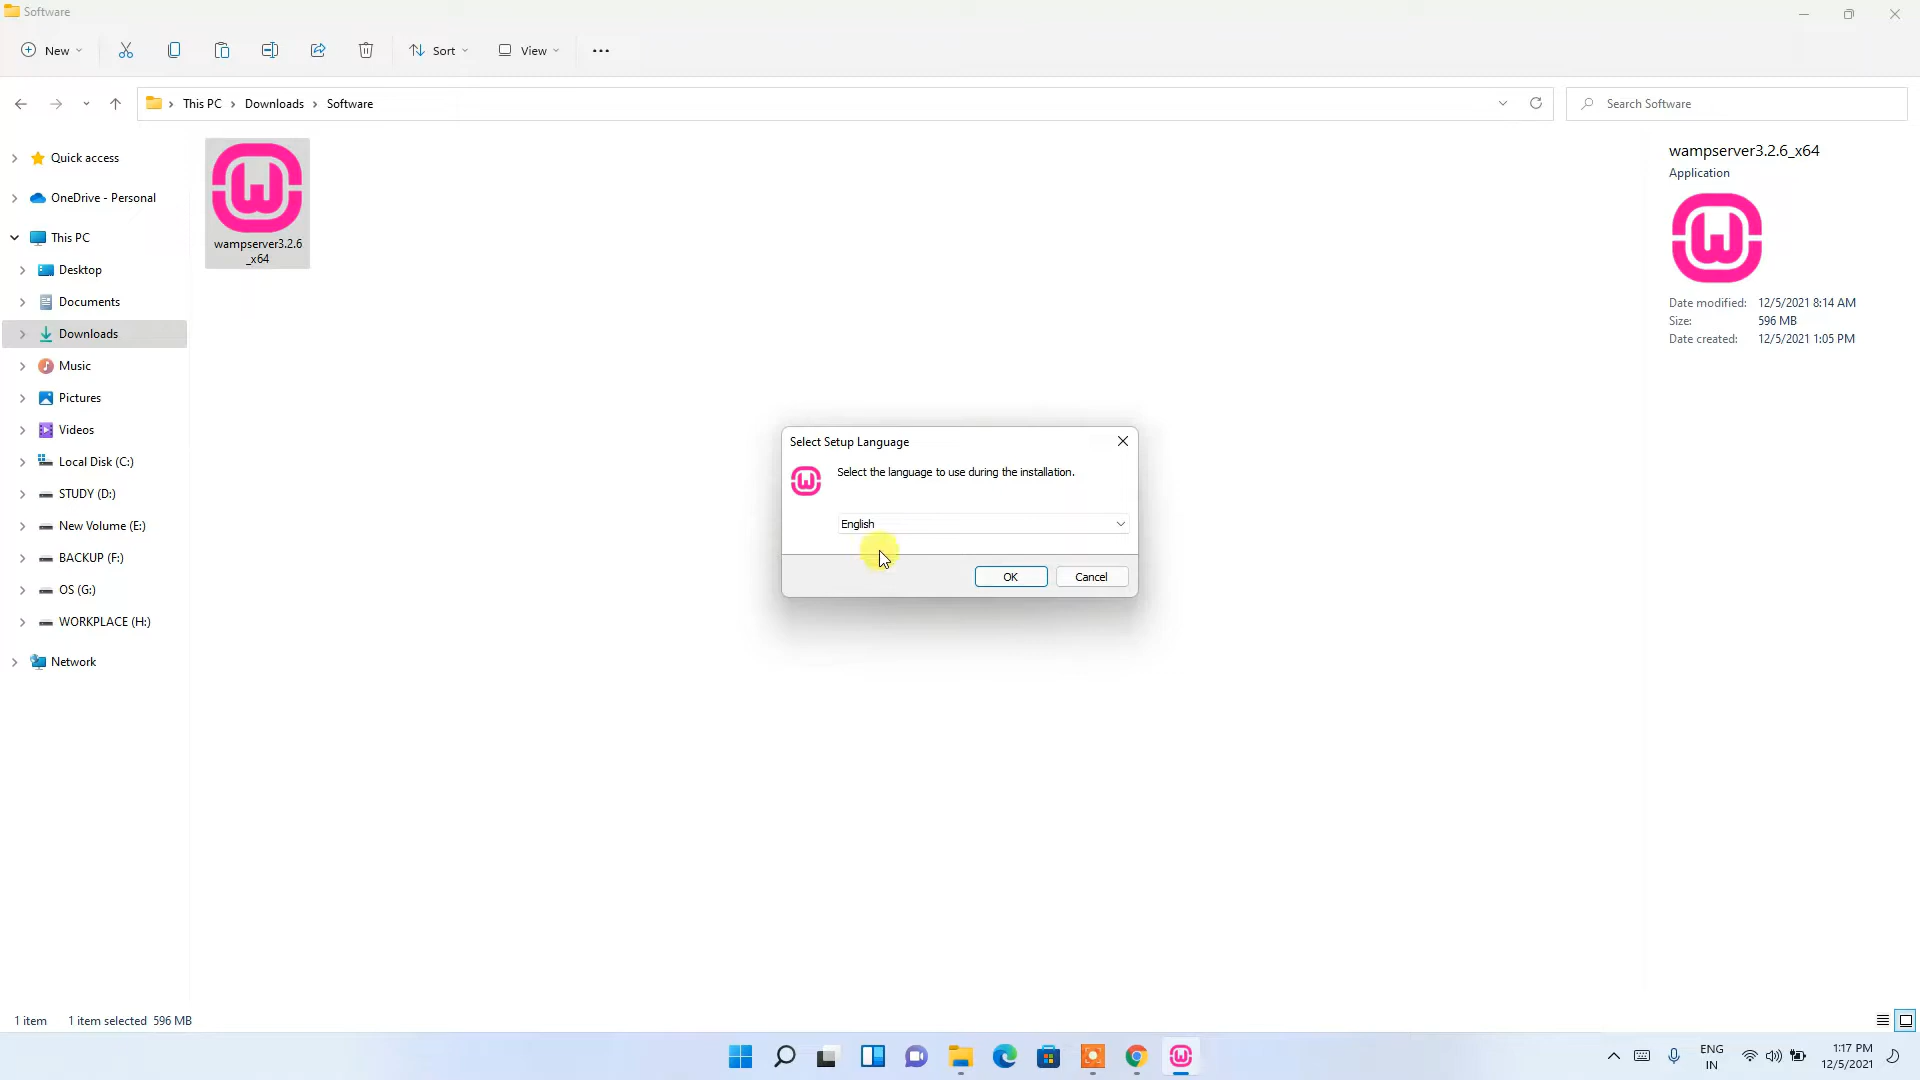 Software
New
Sort
View
This PC
Downloads
Software
Search Software
Quick access
OneDrive - Personal
This PC
Desktop
Documents
Downloads
Music
Pictures
Videos
Local Disk (C:)
STUDY (D:)
New Volume (E:)
BACKUP (F:)
OS (G:)
WORKPLACE (H:)
Network
wampserver3.2.6
_x64
wampserver3.2.6_x64
Application
Date modified: 12/5/2021 8:14 AM
Size: 596 MB
Date created: 12/5/2021 1:05 PM
Select Setup Language
Select the language to use during the installation.
English
OK
Cancel
1 item 1 item selected 596 MB
ENG
IN
1:17 PM
12/5/2021